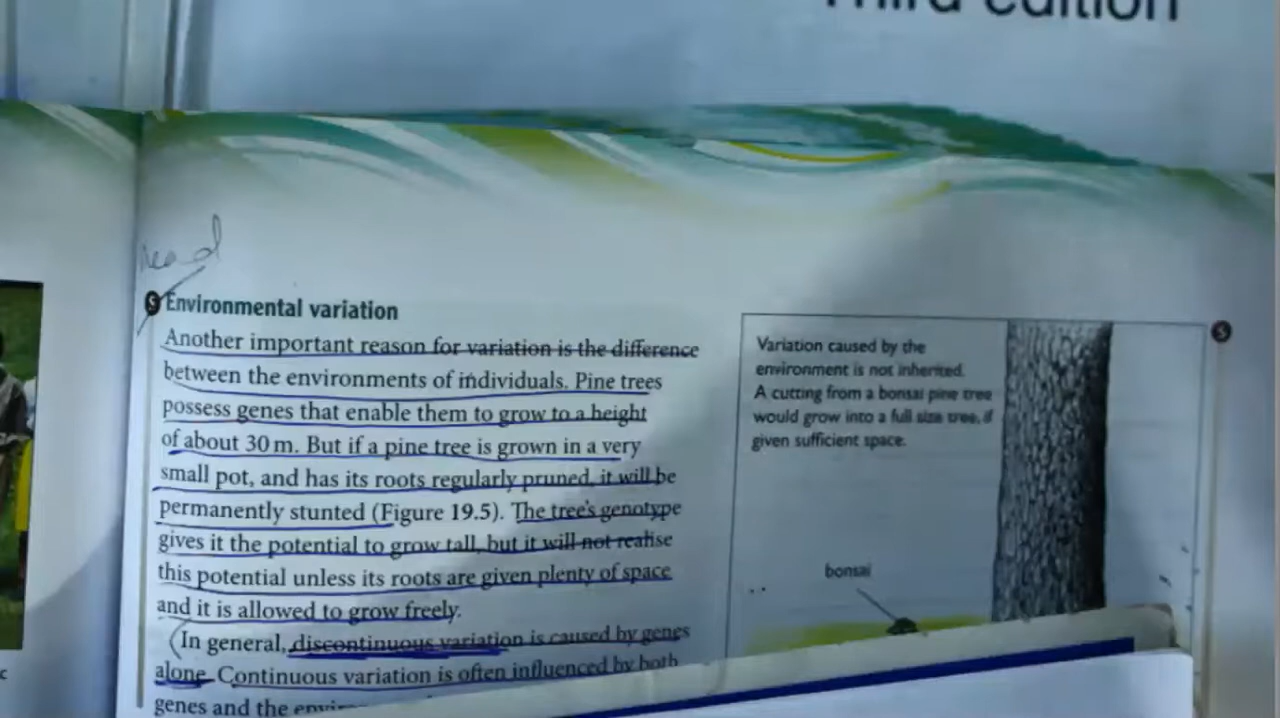 Third edition
read
S Environmental variation
Another important reason for variation is the difference
between the environments of individuals. Pine trees
possess genes that enable them to grow to a height
of about 30 m. But if a pine tree is grown in a very
small pot, and has its roots regularly pruned, it will be
permanently stunted (Figure 19.5). The tree's genotype
gives it the potential to grow tall, but it will not realise
this potential unless its roots are given plenty of space
and it is allowed to grow freely.
In general, discontinuous variation is caused by genes
alone. Continuous variation is often influenced by both
genes and the
Variation caused by the
environment is not inherited.
A cutting from a bonsai pine tree
would grow into a full size tree, if
given sufficient space.
S
bonsai
c